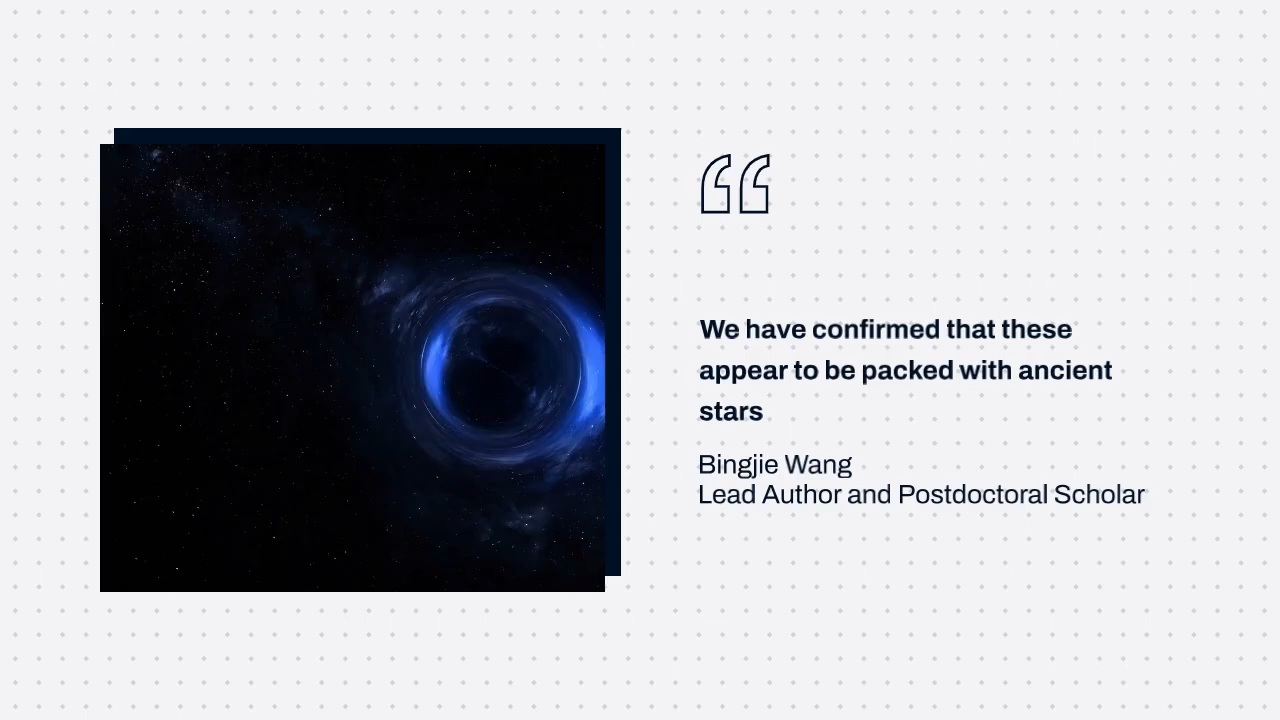 “
We have confirmed that these
appear to be packed with ancient
stars
Bingjie Wang
Lead Author and Postdoctoral Scholar